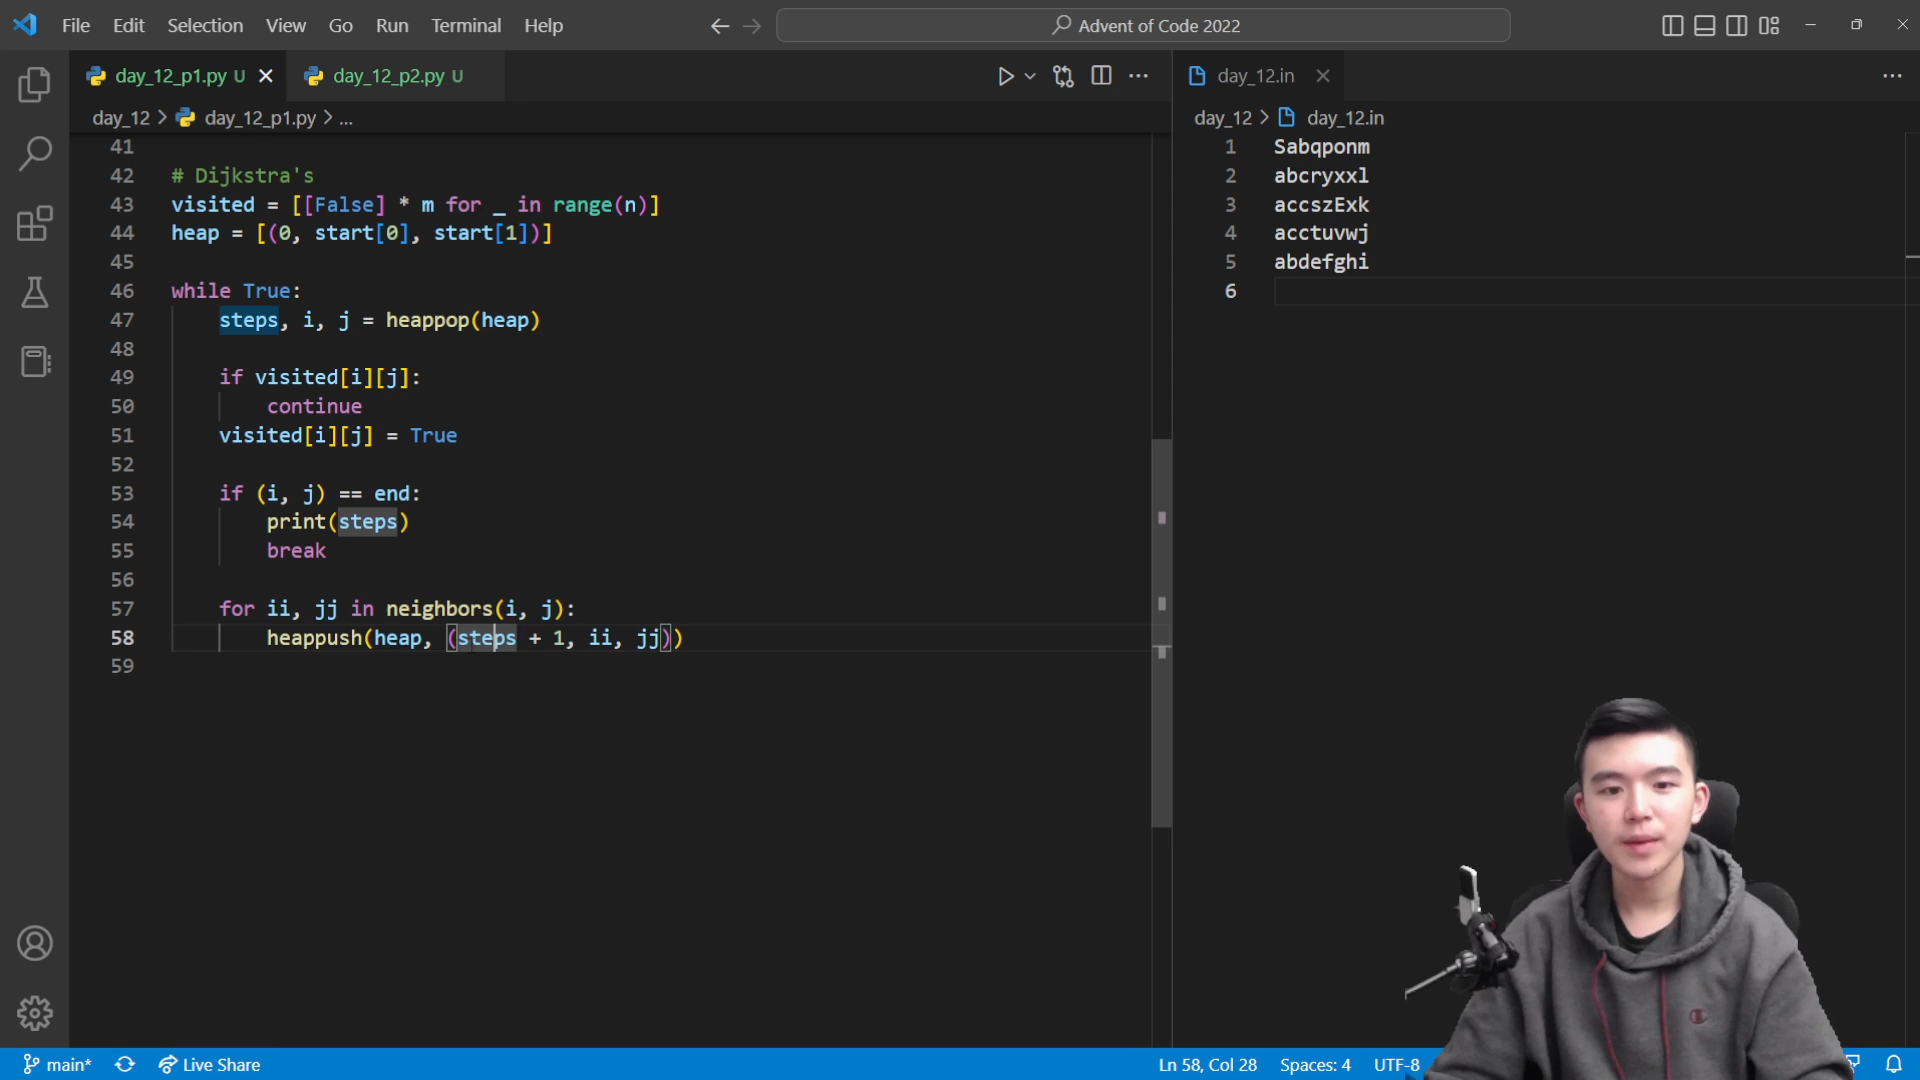 File Edit Selection View Go Run Terminal Help
Advent of Code 2022
day_12_p1.py U
day_12_p2.py U
day_12 > day_12_p1.py > ...
41
42 # Dijkstra's
43 visited = [[False] * m for _ in range(n)]
44 heap = [(0, start[0], start[1])]
45
46 while True:
47 steps, i, j = heappop(heap)
48
49 if visited[i][j]:
50 continue
51 visited[i][j] = True
52
53 if (i, j) == end:
54 print(steps)
55 break
56
57 for ii, jj in neighbors(i, j):
58 heappush(heap, (steps + 1, ii, jj))
59
day_12.in
day_12 > day_12.in
1 Sabqponm
2 abcryxxl
3 accszExk
4 acctuvwj
5 abdefghi
6
main*
Live Share
Ln 58, Col 28
Spaces: 4
UTF-8